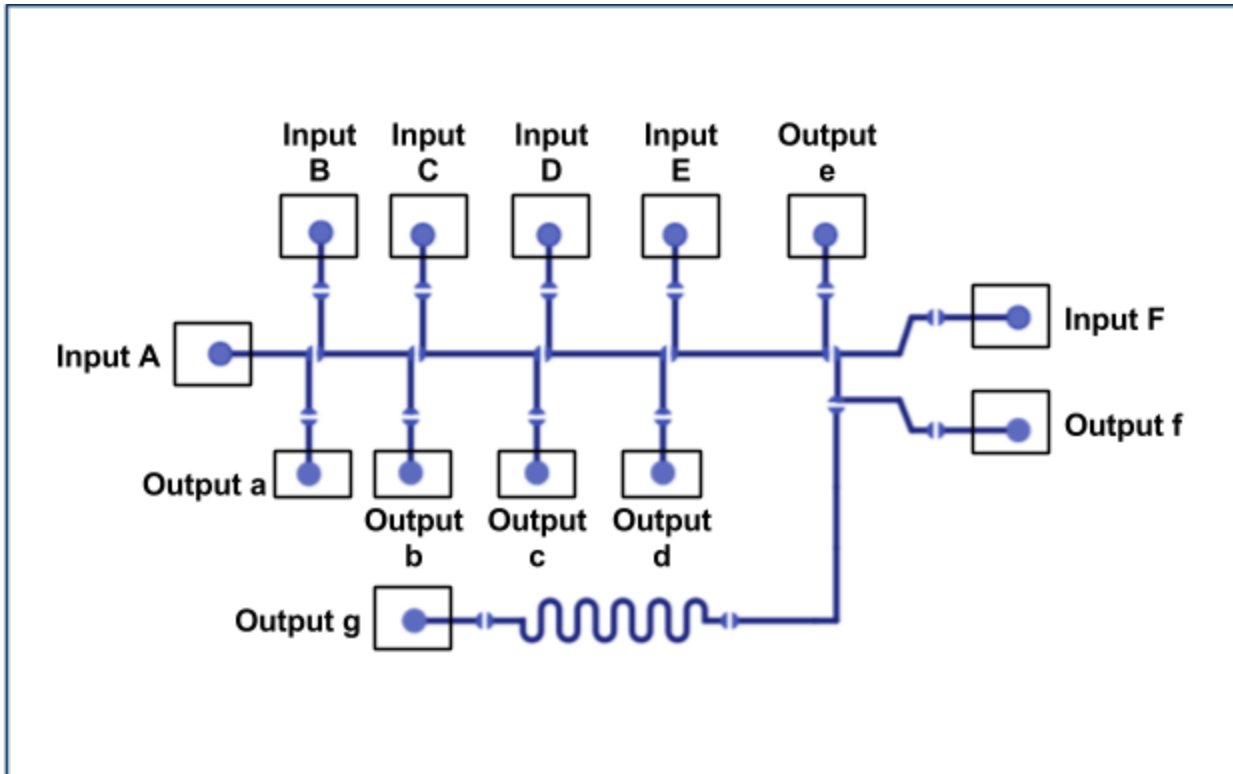 Input
B
Input
C
Input
D
Input
E
Output
e
Input A
Input F
Output f
Output a
Output
b
Output
c
Output
d
Output g